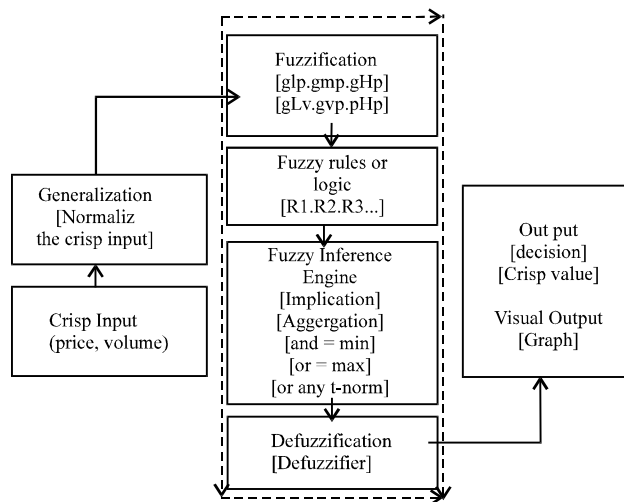 Fuzzification
[glp.gmp.gHp]
[gLv.gvp.pHp]
Fuzzy rules or
logic
[R1.R2.R3...]
Generalization
[Normaliz
the crisp input]
Crisp Input
(price, volume)
Fuzzy Inference
Engine
[Implication]
[Aggergation]
[and = min]
[or = max]
[or any t-norm]
Defuzzification
[Defuzzifier]
Out put
[decision]
[Crisp value]
Visual Output
[Graph]